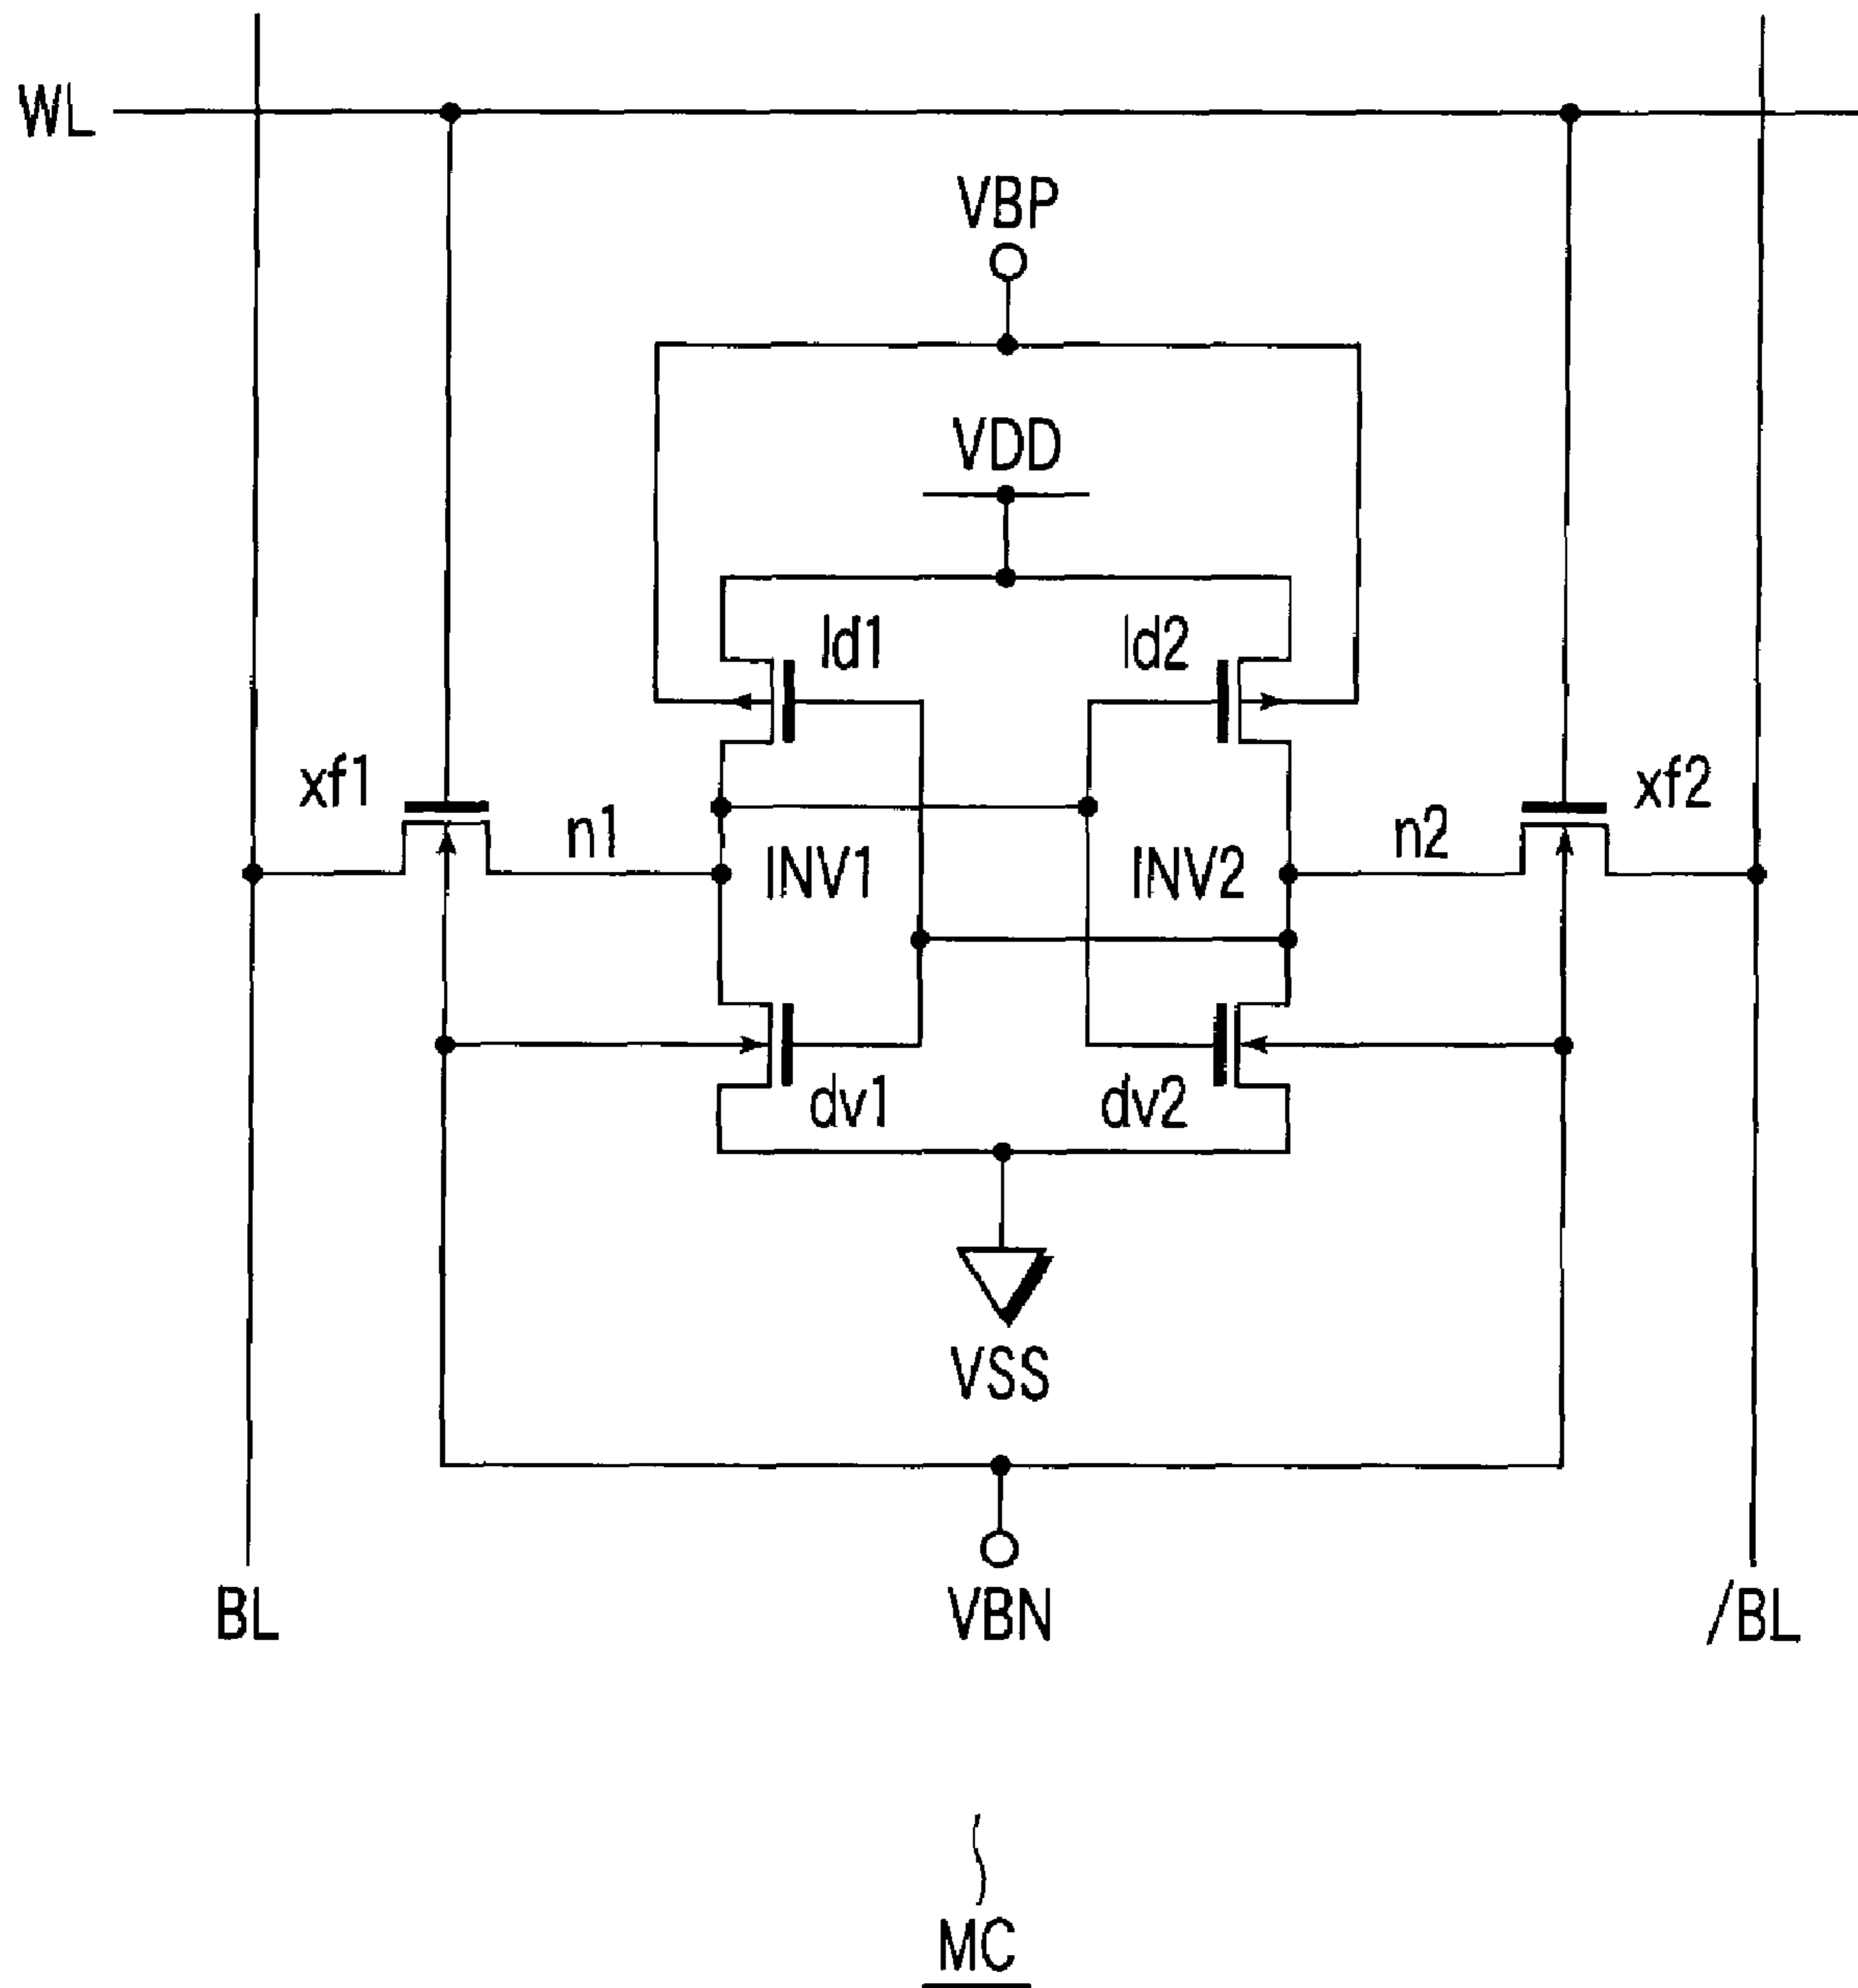 WL
VBP
VDD
ld1
ld2
xf1
xf2
n1
n2
INV1
INV2
dv1
dv2
VSS
BL
VBN
/BL
MC